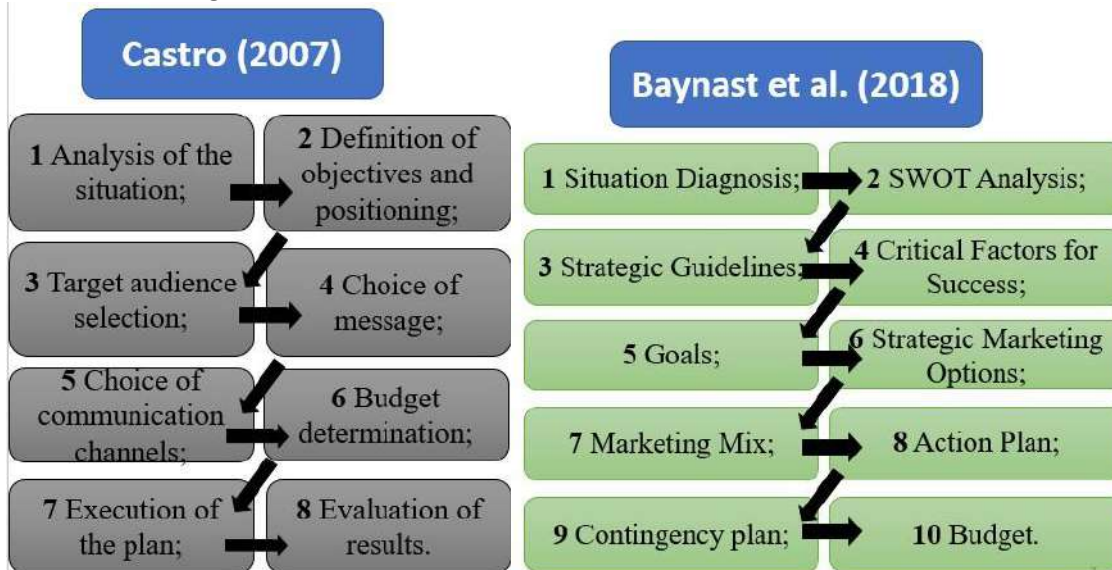 Castro (2007)
1 Analysis of the
situation;
2 Definition of
objectives and
positioning;
3 Target audience
selection;
4 Choice of
message;
5 Choice of
communication
channels;
6 Budget
determination;
7 Execution of
the plan;
8 Evaluation of
results.
Baynast et al. (2018)
1 Situation Diagnosis;
2 SWOT Analysis;
3 Strategic Guidelines;
4 Critical Factors for
Success;
5 Goals;
6 Strategic Marketing
Options;
7 Marketing Mix;
8 Action Plan;
9 Contingency plan;
10 Budget.